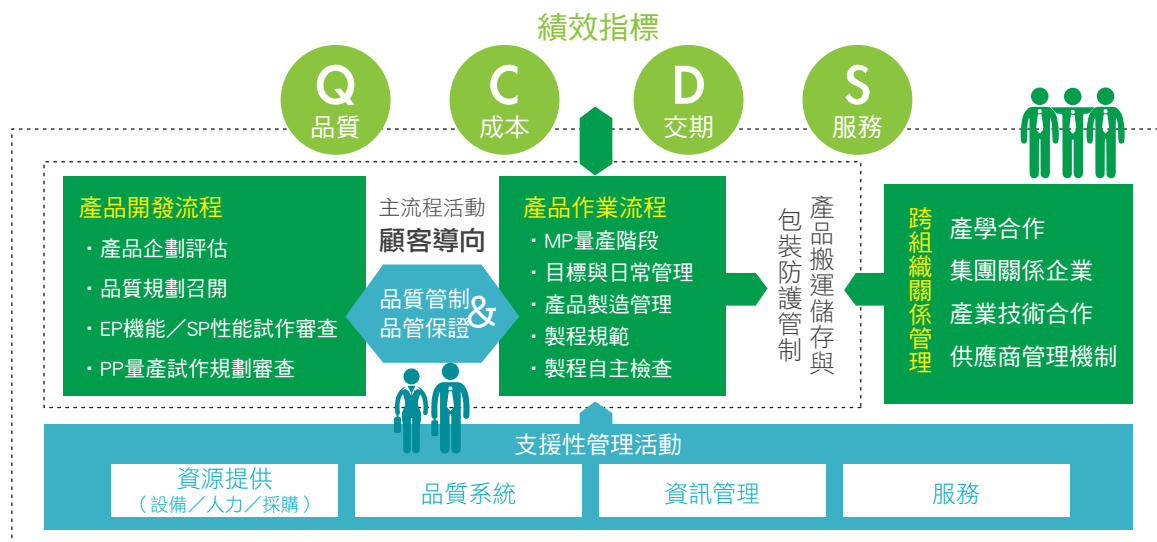 績效指標
Q
品質
C
成本
D
交期
S
服務
產品開發流程
・產品企劃評估
・品質規劃召開
・EP機能／SP性能試作審查
・PP量產試作規劃審查
主流程活動
顧客導向
品質管制
&
品管保證
產品作業流程
・MP量產階段
・目標與日常管理
・產品製造管理
・製程規範
・製程自主檢查
產品搬運儲存與
包裝防護管制
跨組織關係管理
產學合作
集團關係企業
產業技術合作
供應商管理機制
支援性管理活動
資源提供
（設備／人力／採購）
品質系統
資訊管理
服務